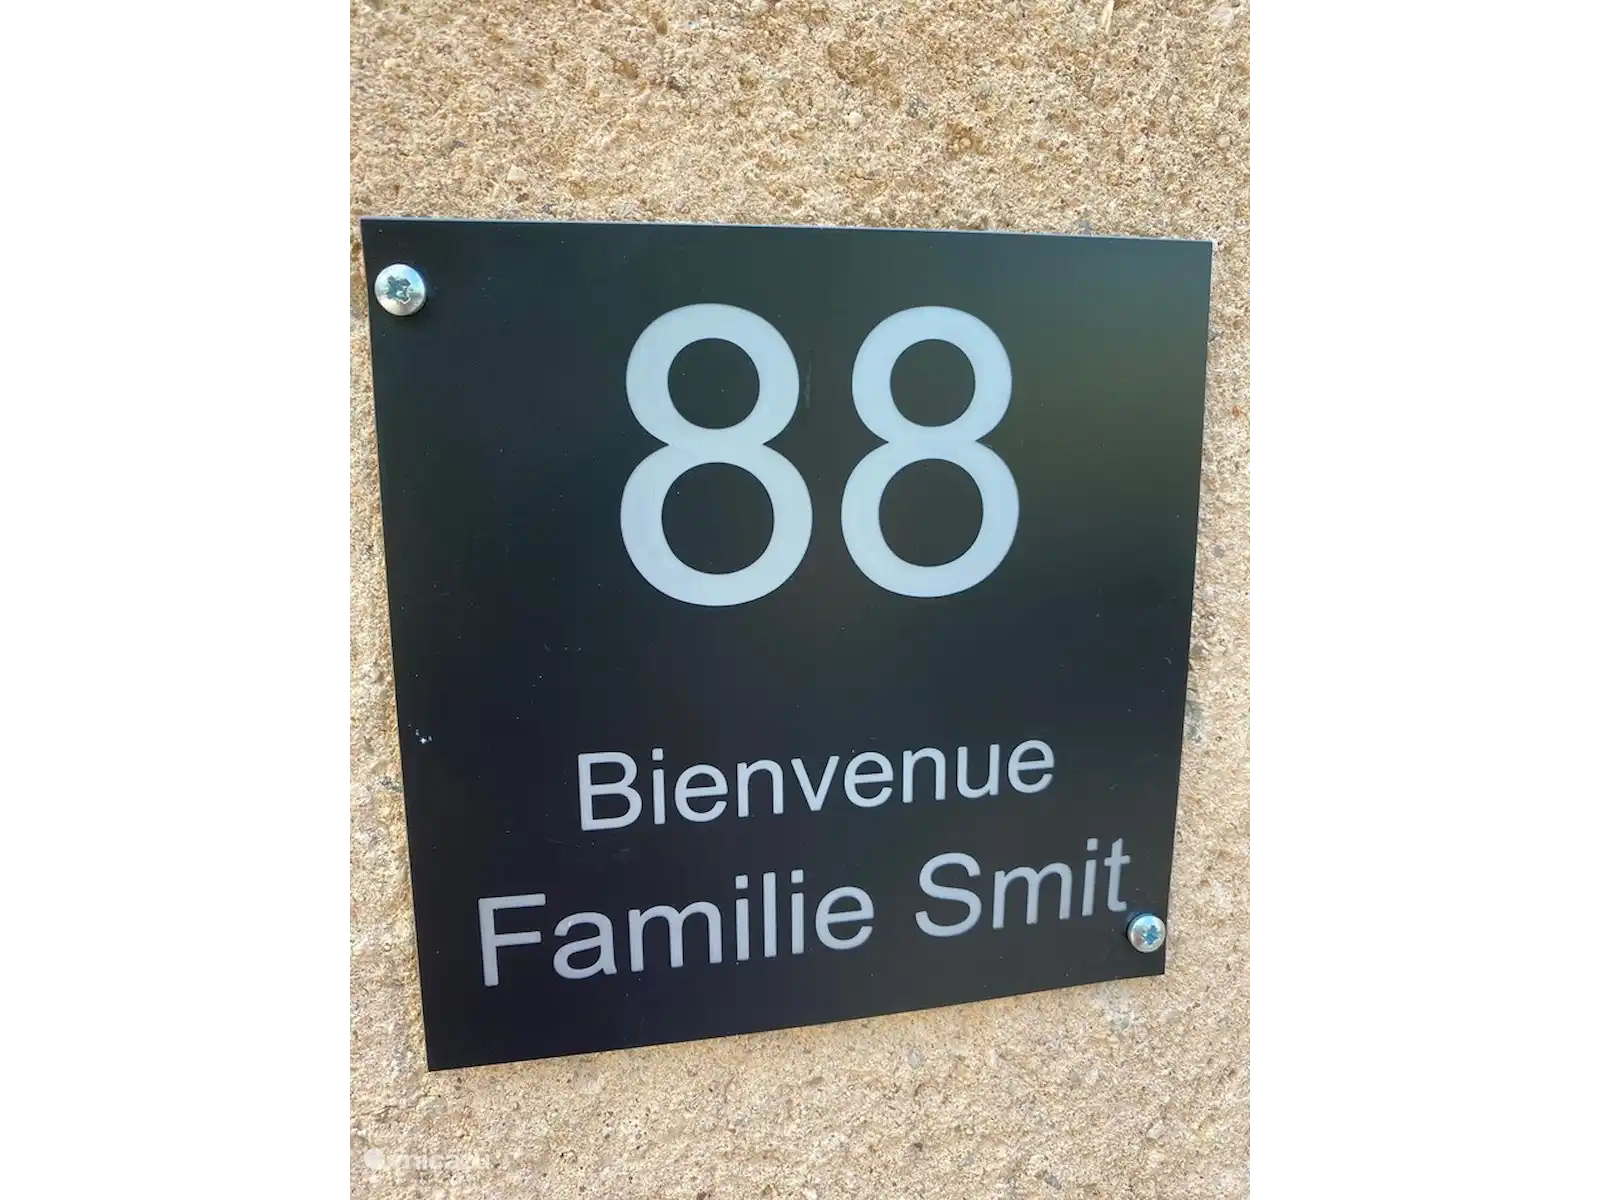 88
Bienvenue
Familie Smit